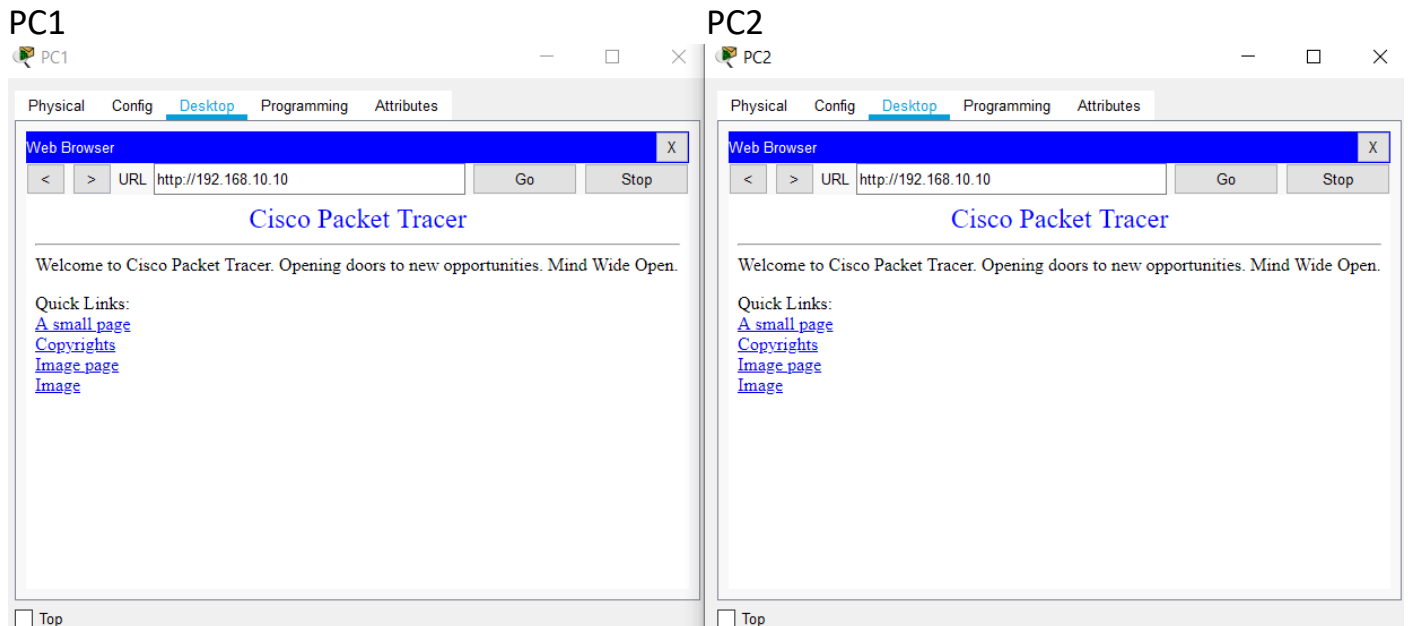 PC1
PC1
Physical Config Desktop Programming Attributes
Web Browser X
< > URL http://192.168.10.10 Go Stop
Cisco Packet Tracer
Welcome to Cisco Packet Tracer. Opening doors to new opportunities. Mind Wide Open.
Quick Links:
A small page
Copyrights
Image page
Image
Top
PC2
PC2
Physical Config Desktop Programming Attributes
Web Browser X
< > URL http://192.168.10.10 Go Stop
Cisco Packet Tracer
Welcome to Cisco Packet Tracer. Opening doors to new opportunities. Mind Wide Open.
Quick Links:
A small page
Copyrights
Image page
Image
Top